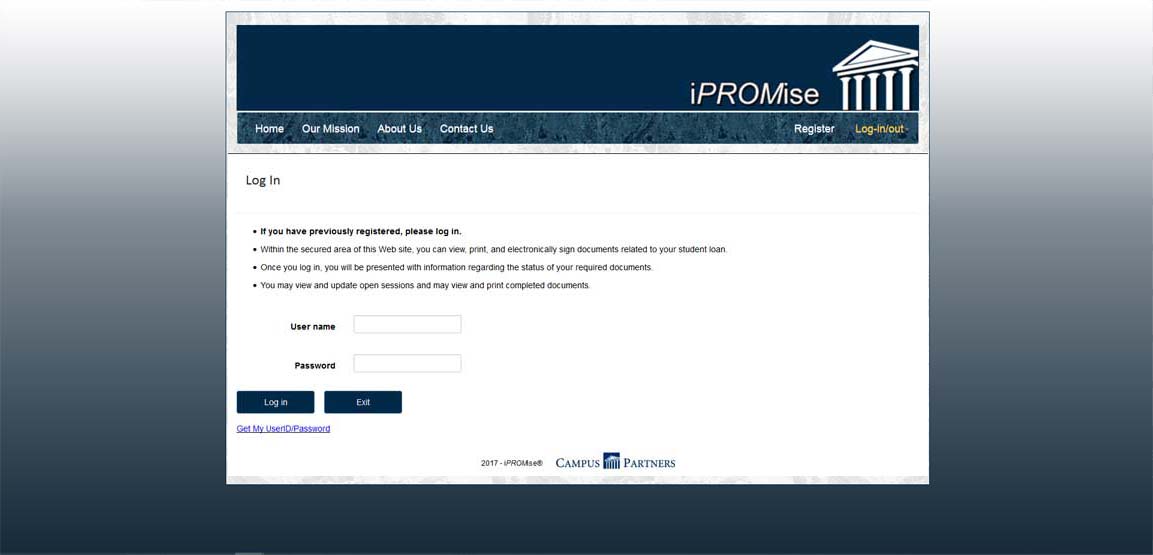 iPROMise
Home Our Mission About Us Contact Us Register Log-in/out
Log In
• If you have previously registered, please log in.
• Within the secured area of this Web site, you can view, print, and electronically sign documents related to your student loan.
• Once you log in, you will be presented with information regarding the status of your required documents.
• You may view and update open sessions and may view and print completed documents.
User name
Password
Log in Exit
Get My UserID/Password
2017 - iPROMise® CAMPUS PARTNERS